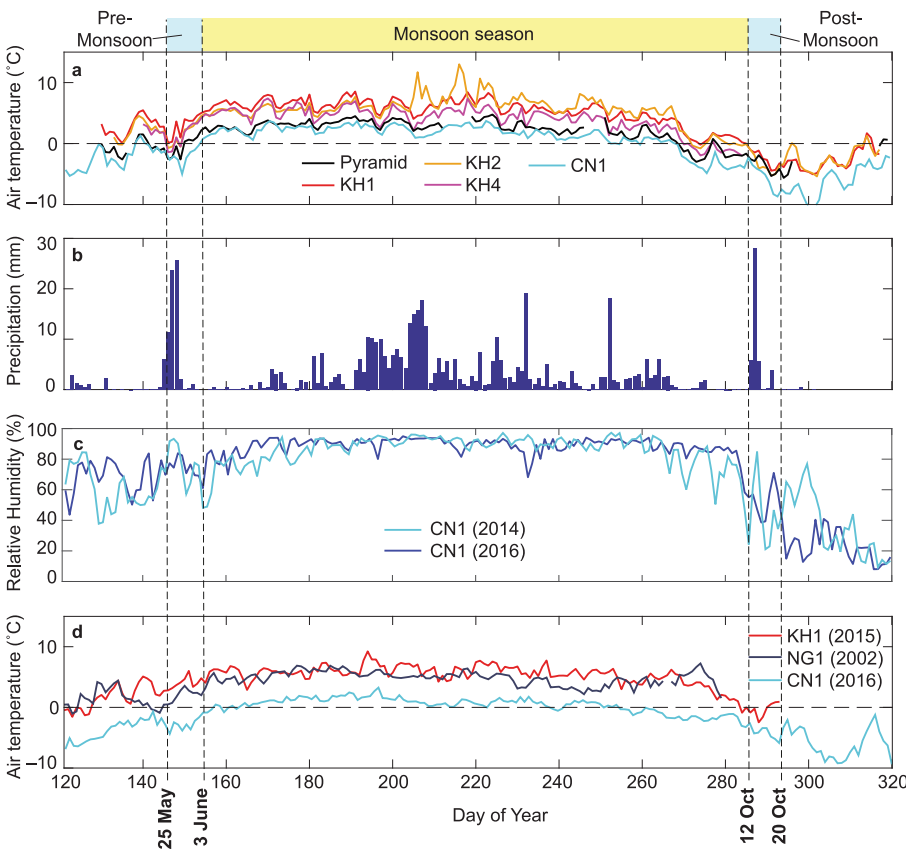 Pre-
Monsoon
Monsoon season
Post-
Monsoon
a
Air temperature (˚C)
10
0
−10
Pyramid
KH1
KH2
KH4
CN1
b
Precipitation (mm)
30
20
10
0
c
Relative Humidity (%)
100
80
60
40
20
0
CN1 (2014)
CN1 (2016)
d
Air temperature (˚C)
10
0
−10
KH1 (2015)
NG1 (2002)
CN1 (2016)
120 140 160 180 200 220 240 260 280 300 320
25 May
3 June
12 Oct
20 Oct
Day of Year